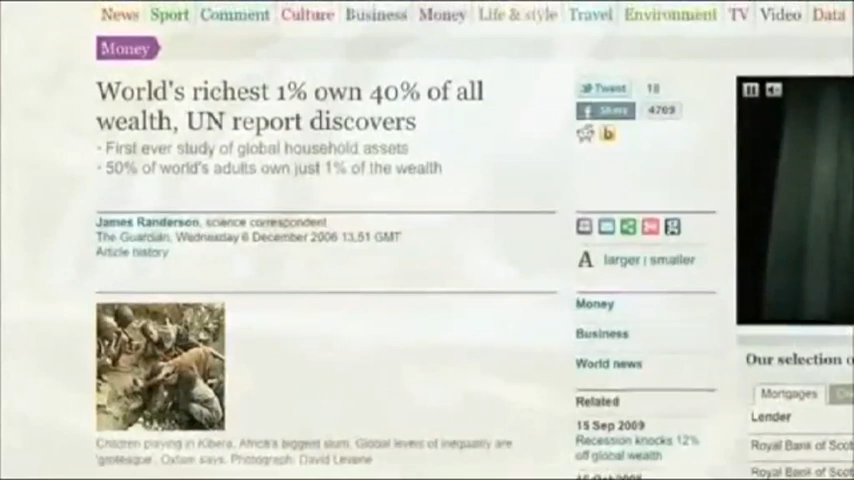 News Sport Comment Culture Business Money Life & style Travel Environment TV Video Data
Money
World's richest 1% own 40% of all
wealth, UN report discovers
· First ever study of global household assets
· 50% of world's adults own just 1% of the wealth
Tweet 18
Share 4769
b
James Randerson, science correspondent
The Guardian, Wednesday 6 December 2006 13.51 GMT
Article history
A larger | smaller
Money
Business
World news
Related
15 Sep 2009
Recession knocks 12%
off global wealth
Children playing in Kibera, Africa's biggest slum. Global levels of inequality are
'grotesque', Oxfam says. Photograph: David Levene
Our selection o
Mortgages
Lender
Royal Bank of Scot
Royal Bank of Scot